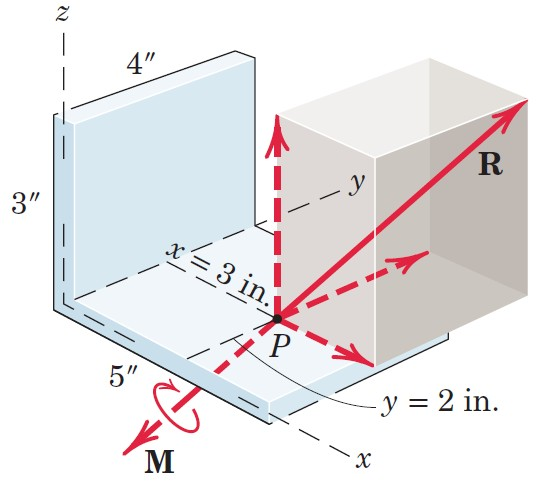 z
4″
3″
y
R
x = 3 in.
P
5″
y = 2 in.
M
x